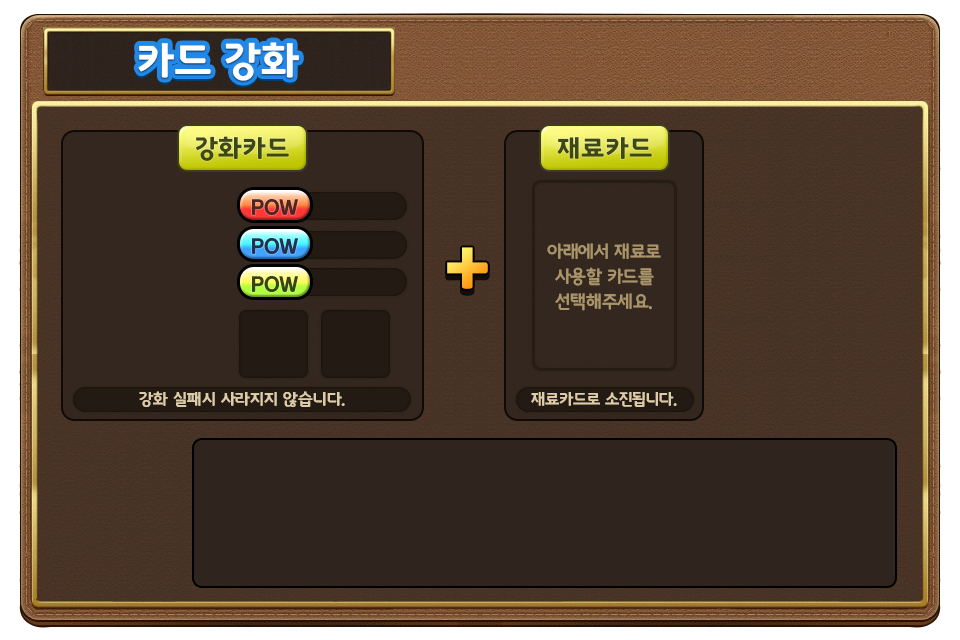 카드 강화
강화카드
재료카드
POW
POW
POW
아래에서 재료로
사용할 카드를
선택해주세요.
강화 실패시 사라지지 않습니다.
재료카드로 소진됩니다.